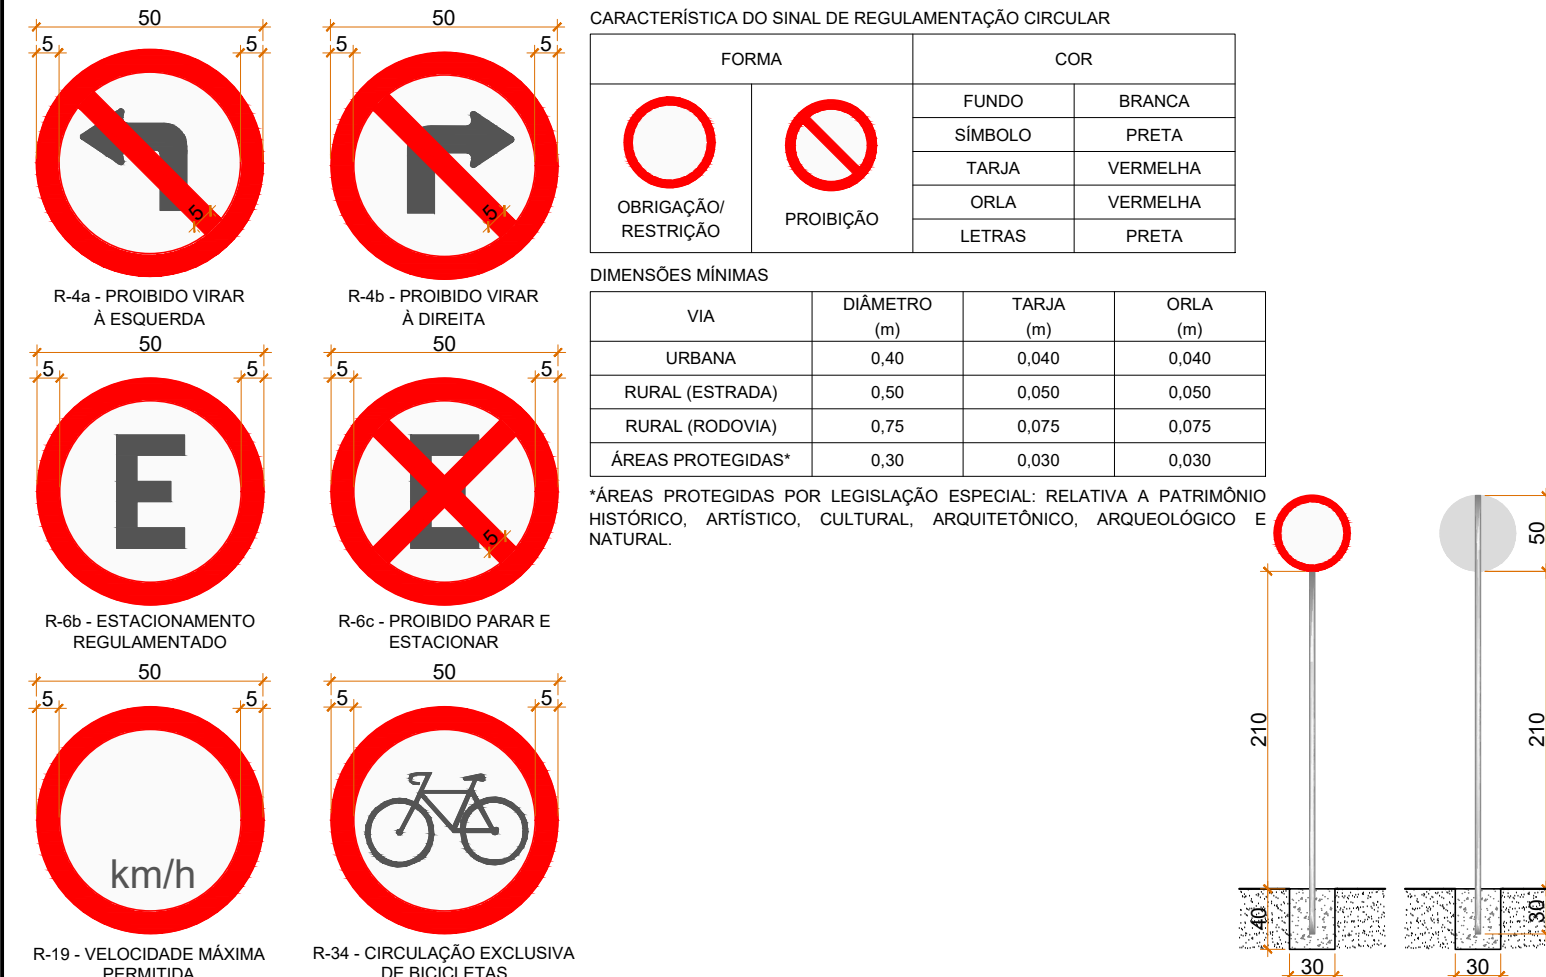 50
5
5
5
R-4a - PROIBIDO VIRAR
À ESQUERDA
50
5
5
5
R-4b - PROIBIDO VIRAR
À DIREITA
50
5
5
E
R-6b - ESTACIONAMENTO
REGULAMENTADO
50
5
5
E
5
R-6c - PROIBIDO PARAR E
ESTACIONAR
50
5
5
km/h
R-19 - VELOCIDADE MÁXIMA
PERMITIDA
50
5
5
R-34 - CIRCULAÇÃO EXCLUSIVA
DE BICICLETAS
CARACTERÍSTICA DO SINAL DE REGULAMENTAÇÃO CIRCULAR
FORMA COR
OBRIGAÇÃO/
RESTRIÇÃO
PROIBIÇÃO
FUNDO BRANCA
SÍMBOLO PRETA
TARJA VERMELHA
ORLA VERMELHA
LETRAS PRETA
DIMENSÕES MÍNIMAS
VIA DIÂMETRO (m) TARJA (m) ORLA (m)
URBANA 0,40 0,040 0,040
RURAL (ESTRADA) 0,50 0,050 0,050
RURAL (RODOVIA) 0,75 0,075 0,075
ÁREAS PROTEGIDAS* 0,30 0,030 0,030
*ÁREAS PROTEGIDAS POR LEGISLAÇÃO ESPECIAL: RELATIVA A PATRIMÔNIO
HISTÓRICO, ARTÍSTICO, CULTURAL, ARQUITETÔNICO, ARQUEOLÓGICO E
NATURAL.
210
40
30
50
210
30
30